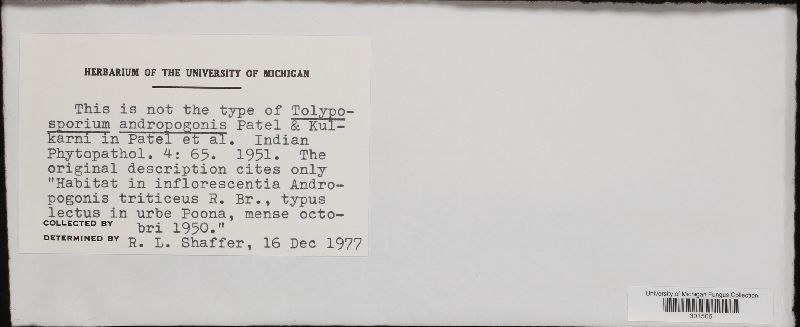 HERBARIUM OF THE UNIVERSITY OF MICHIGAN
This is not the type of Tolypo-
sporium andropogonis Patel & Kul-
karni in Patel et al. Indian
Phytopathol. 4: 65. 1951. The
original description cites only
"Habitat in inflorescentia Andro-
pogonis triticeus R. Br., typus
lectus in urbe Poona, mense octo-
COLLECTED BY bri 1950."
DETERMINED BY R. L. Shaffer, 16 Dec 1977
University of Michigan Fungus Collection